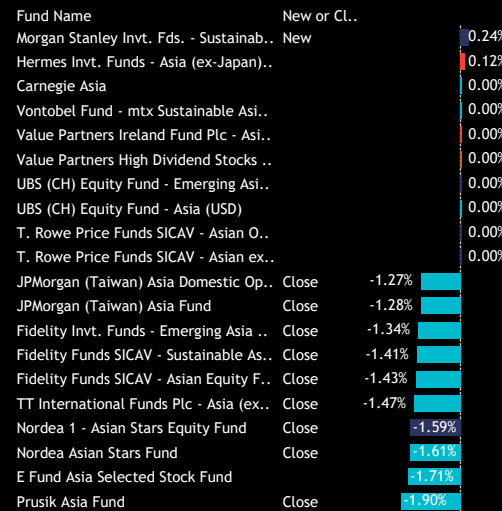 Fund Name New or Cl..
Morgan Stanley Invt. Fds. - Sustainab.. New 0.24%
Hermes Invt. Funds - Asia (ex-Japan).. 0.12%
Carnegie Asia 0.00%
Vontobel Fund - mtx Sustainable Asi.. 0.00%
Value Partners Ireland Fund Plc - Asi.. 0.00%
Value Partners High Dividend Stocks .. 0.00%
UBS (CH) Equity Fund - Emerging Asi.. 0.00%
UBS (CH) Equity Fund - Asia (USD) 0.00%
T. Rowe Price Funds SICAV - Asian O.. 0.00%
T. Rowe Price Funds SICAV - Asian ex.. 0.00%
JPMorgan (Taiwan) Asia Domestic Op.. Close -1.27%
JPMorgan (Taiwan) Asia Fund Close -1.28%
Fidelity Invt. Funds - Emerging Asia .. Close -1.34%
Fidelity Funds SICAV - Sustainable As.. Close -1.41%
Fidelity Funds SICAV - Asian Equity F.. Close -1.43%
TT International Funds Plc - Asia (ex.. Close -1.47%
Nordea 1 - Asian Stars Equity Fund Close -1.59%
Nordea Asian Stars Fund Close -1.61%
E Fund Asia Selected Stock Fund -1.71%
Prusik Asia Fund Close -1.90%